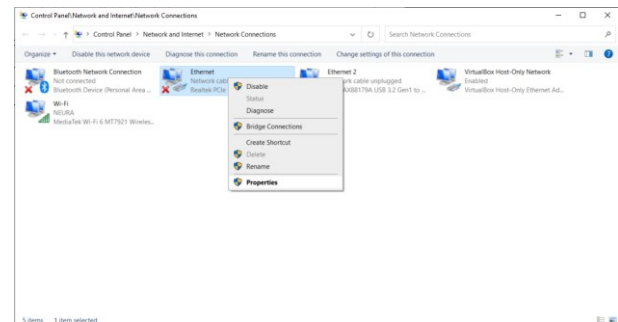 Control Panel\Network and Internet\Network Connections
Control Panel > Network and Internet > Network Connections
Search Network Connections
Organize Disable this network device Diagnose this connection Rename this connection Change settings of this connection
Bluetooth Network Connection
Not connected
Bluetooth Device (Personal Area ...
Ethernet
Network cable
Realtek PCIe
Ethernet 2
cable unplugged
AX88179A USB 3.2 Gen1 to ...
VirtualBox Host-Only Network
Enabled
VirtualBox Host-Only Ethernet Ad...
Wi-Fi
NEURA
MediaTek Wi-Fi 6 MT7921 Wireles...
Disable
Status
Diagnose
Bridge Connections
Create Shortcut
Delete
Rename
Properties
5 items 1 item selected